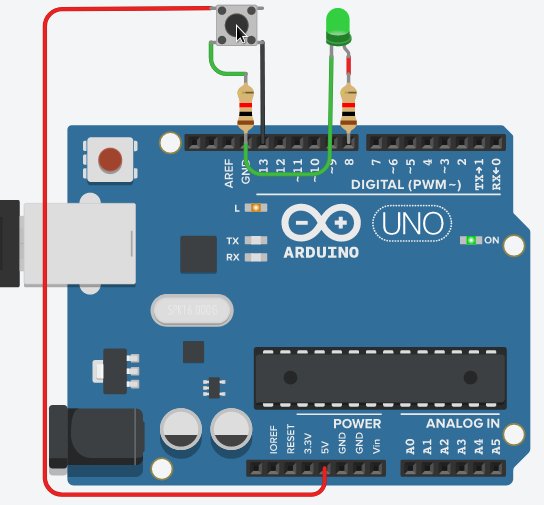 AREF
GND
13
12
~11
~10
~9
8
7
~6
~5
4
~3
2
TX→1
RX←0
DIGITAL (PWM~)
L
TX
RX
UNO
ARDUINO
ON
SPK16.000G
POWER
ANALOG IN
IOREF
RESET
3.3V
5V
GND
GND
Vin
A0
A1
A2
A3
A4
A5